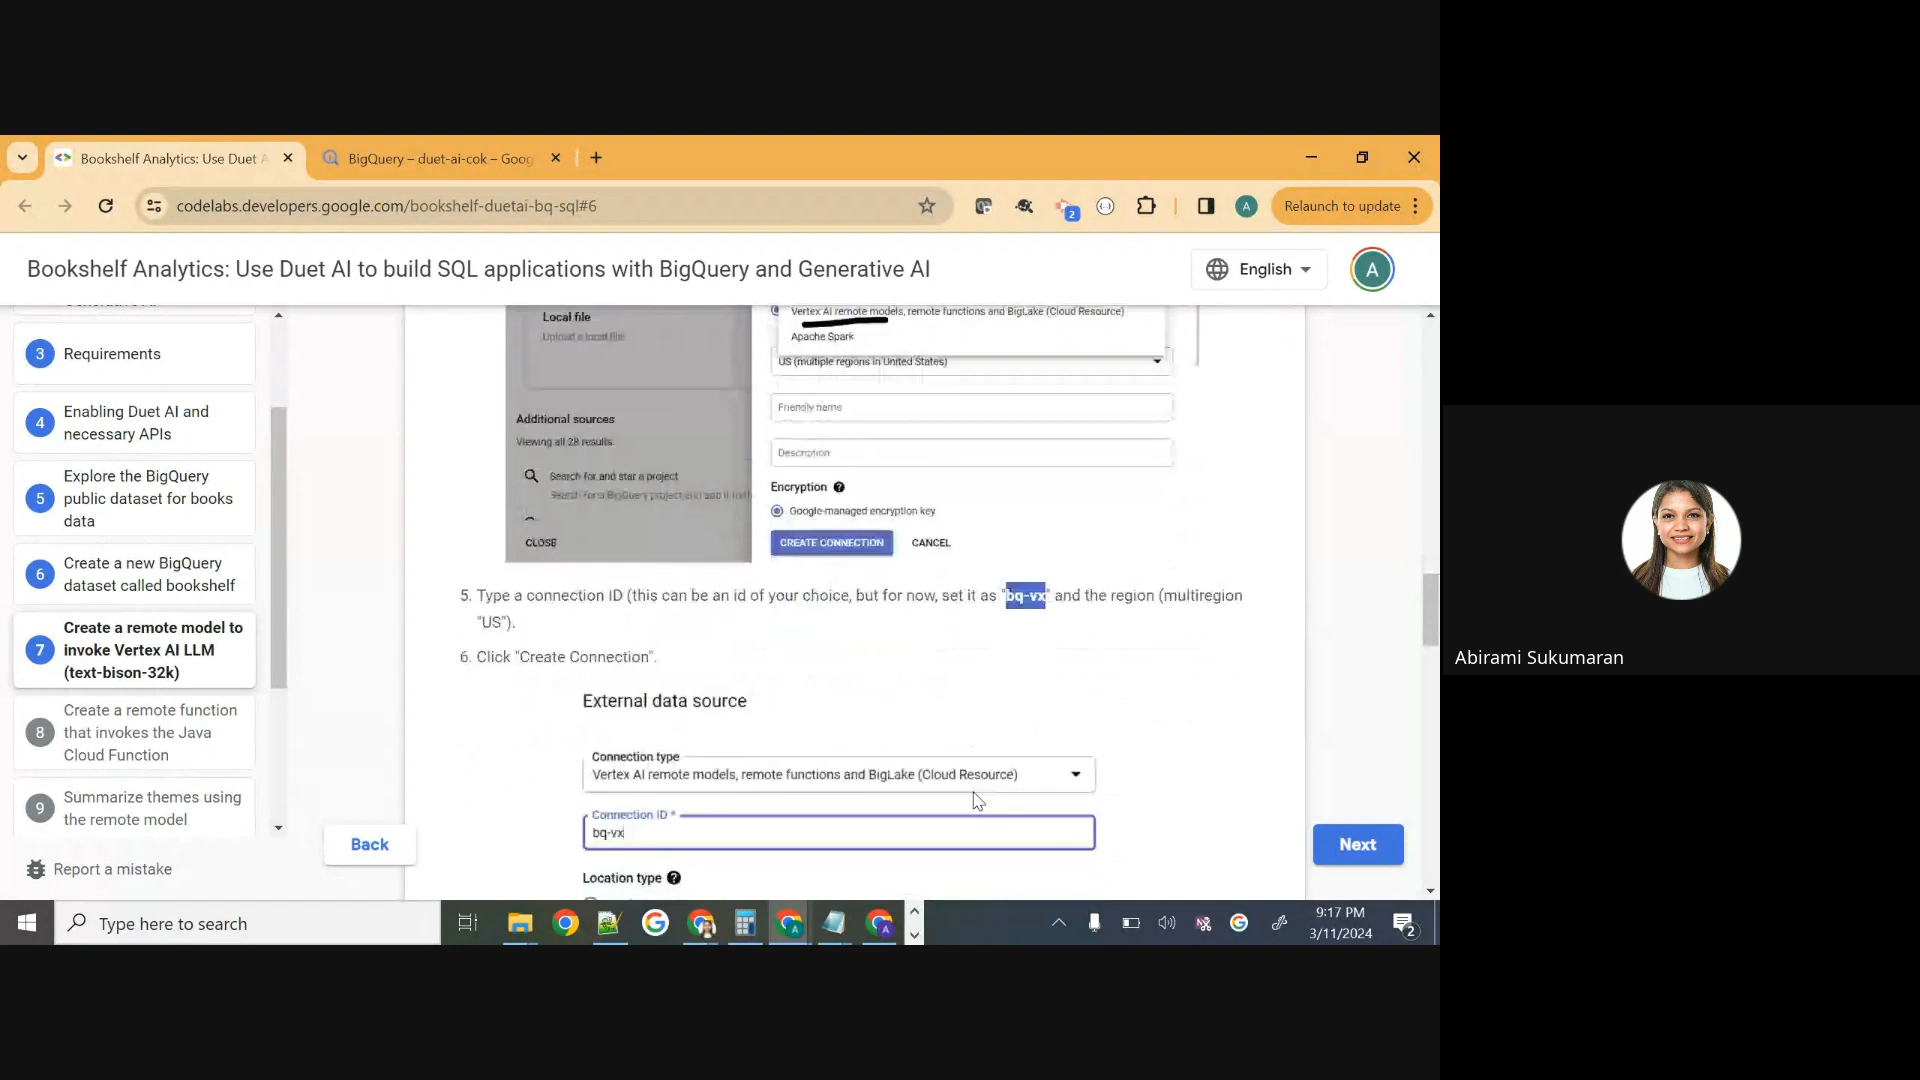 Bookshelf Analytics: Use Duet A
BigQuery – duet-ai-cok – Goog
codelabs.developers.google.com/bookshelf-duetai-bq-sql#6
2
A
Relaunch to update
Bookshelf Analytics: Use Duet AI to build SQL applications with BigQuery and Generative AI
English
A
3
Requirements
4
Enabling Duet AI and
necessary APIs
5
Explore the BigQuery
public dataset for books
data
6
Create a new BigQuery
dataset called bookshelf
7
Create a remote model to
invoke Vertex AI LLM
(text-bison-32k)
8
Create a remote function
that invokes the Java
Cloud Function
9
Summarize themes using
the remote model
Report a mistake
Back
Local file
Upload a local file
Additional sources
Viewing all 28 results.
Search for and star a project
CLOSE
Vertex AI remote models, remote functions and BigLake (Cloud Resource)
Apache Spark
US (multiple regions in United States)
Friendly name
Description
Encryption
Google-managed encryption key
CREATE CONNECTION
CANCEL
5. Type a connection ID (this can be an id of your choice, but for now, set it as "bq-vx" and the region (multiregion
"US").
6. Click "Create Connection".
External data source
Connection type
Vertex AI remote models, remote functions and BigLake (Cloud Resource)
Connection ID *
bq-vx
Location type
Next
Type here to search
9:17 PM
3/11/2024
2
Abirami Sukumaran